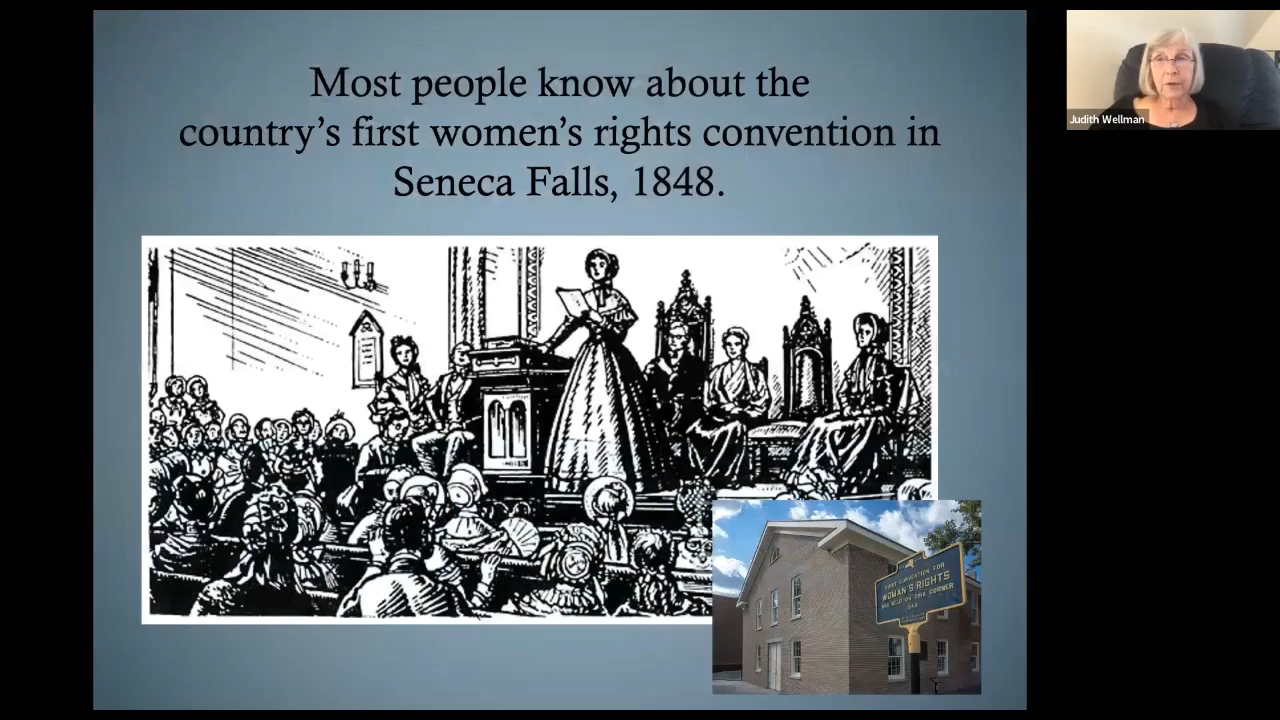 Most people know about the
country’s first women’s rights convention in
Seneca Falls, 1848.
Judith Wellman
FIRST CONVENTION FOR
WOMAN'S RIGHTS
WAS HELD ON THIS CORNER
1848